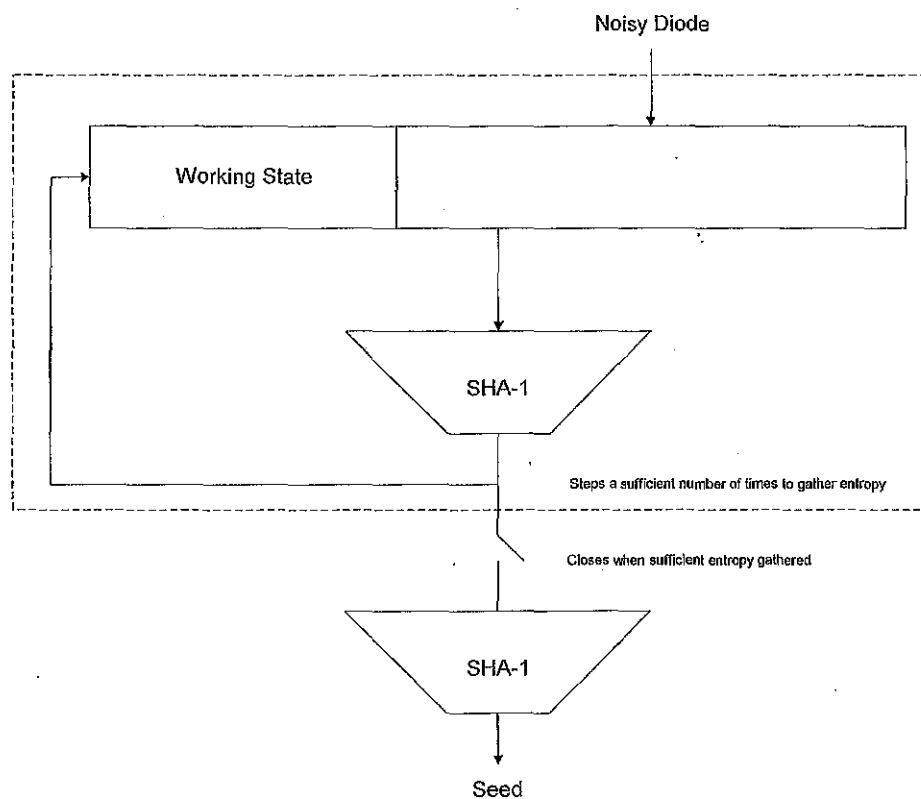 Noisy Diode
Working State
SHA-1
Steps a sufficient number of times to gather entropy
Closes when sufficient entropy gathered
SHA-1
Seed